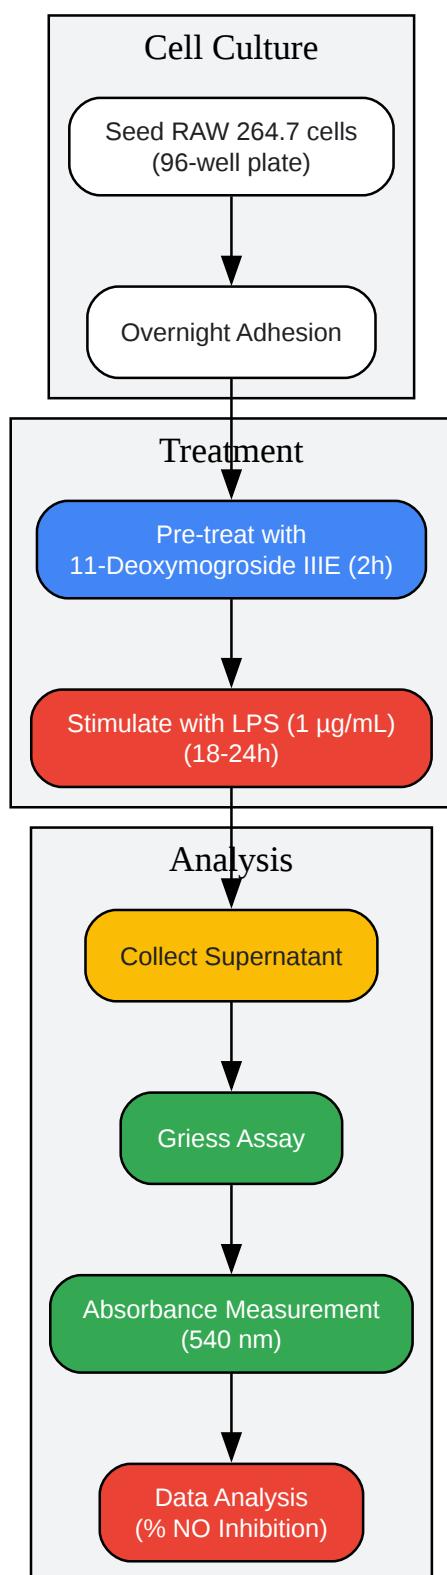 Cell Culture
Seed RAW 264.7 cells
(96-well plate)
Overnight Adhesion
Treatment
Pre-treat with
11-Deoxymogroside IIIE (2h)
Stimulate with LPS (1 µg/mL)
(18-24h)
Analysis
Collect Supernatant
Griess Assay
Absorbance Measurement
(540 nm)
Data Analysis
(% NO Inhibition)